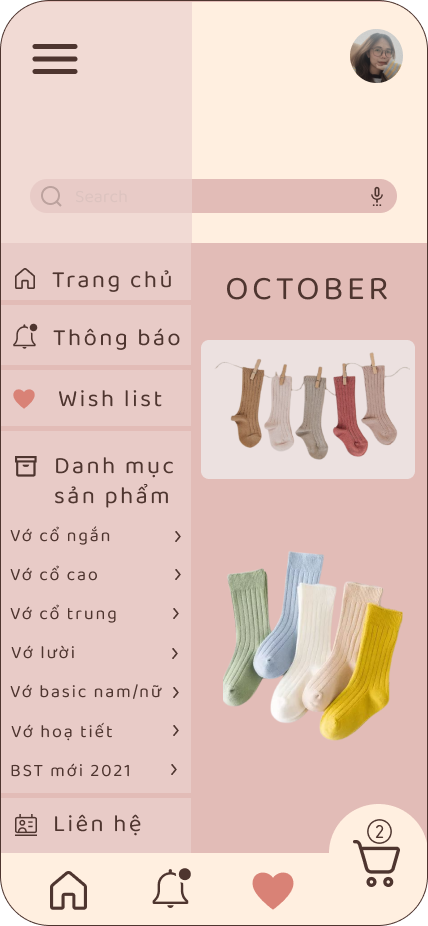 Search
Trang chủ
Thông báo
Wish list
Danh mục
sản phẩm
Vớ cổ ngắn
Vớ cổ cao
Vớ cổ trung
Vớ lười
Vớ basic nam/nữ
Vớ hoạ tiết
BST mới 2021
Liên hệ
OCTOBER
2